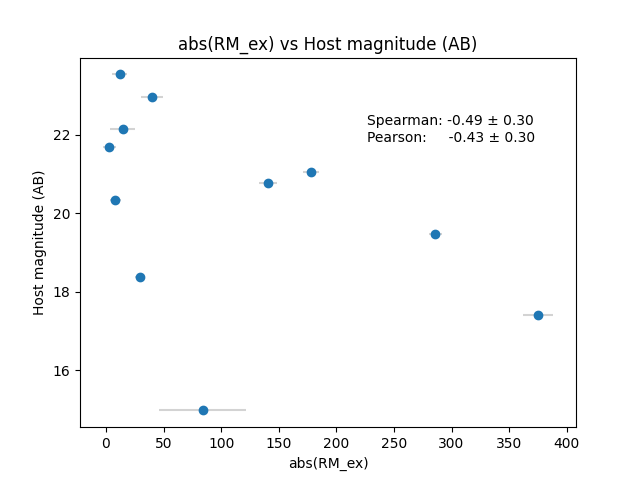 abs(RM_ex) vs Host magnitude (AB)
Spearman: -0.49 ± 0.30
Pearson: -0.43 ± 0.30
Host magnitude (AB)
22
20
18
16
0 50 100 150 200 250 300 350 400
abs(RM_ex)